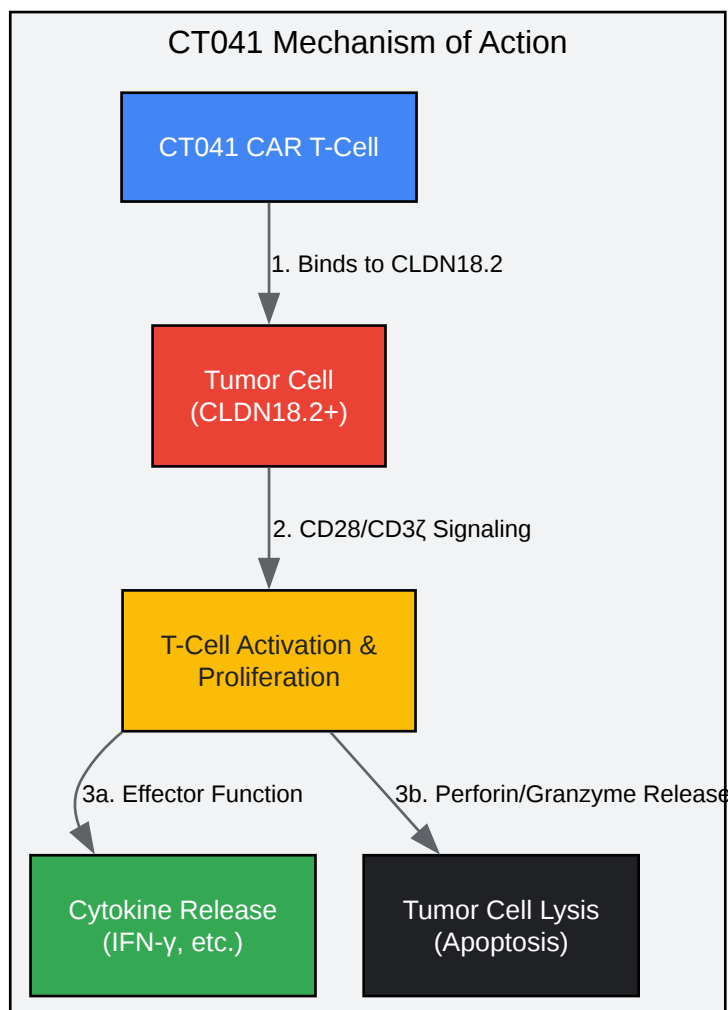 CT041 Mechanism of Action
CT041 CAR T-Cell
1. Binds to CLDN18.2
Tumor Cell
(CLDN18.2+)
2. CD28/CD3ζ Signaling
T-Cell Activation &
Proliferation
3a. Effector Function
3b. Perforin/Granzyme Release
Cytokine Release
(IFN-γ, etc.)
Tumor Cell Lysis
(Apoptosis)